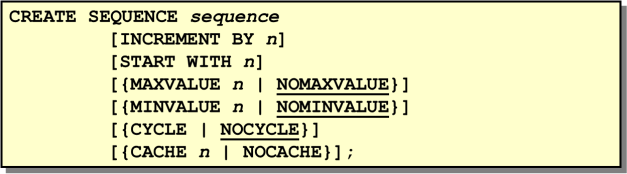 CREATE SEQUENCE sequence
[INCREMENT BY n]
[START WITH n]
[{MAXVALUE n | NOMAXVALUE}]
[{MINVALUE n | NOMINVALUE}]
[{CYCLE | NOCYCLE}]
[{CACHE n | NOCACHE}];